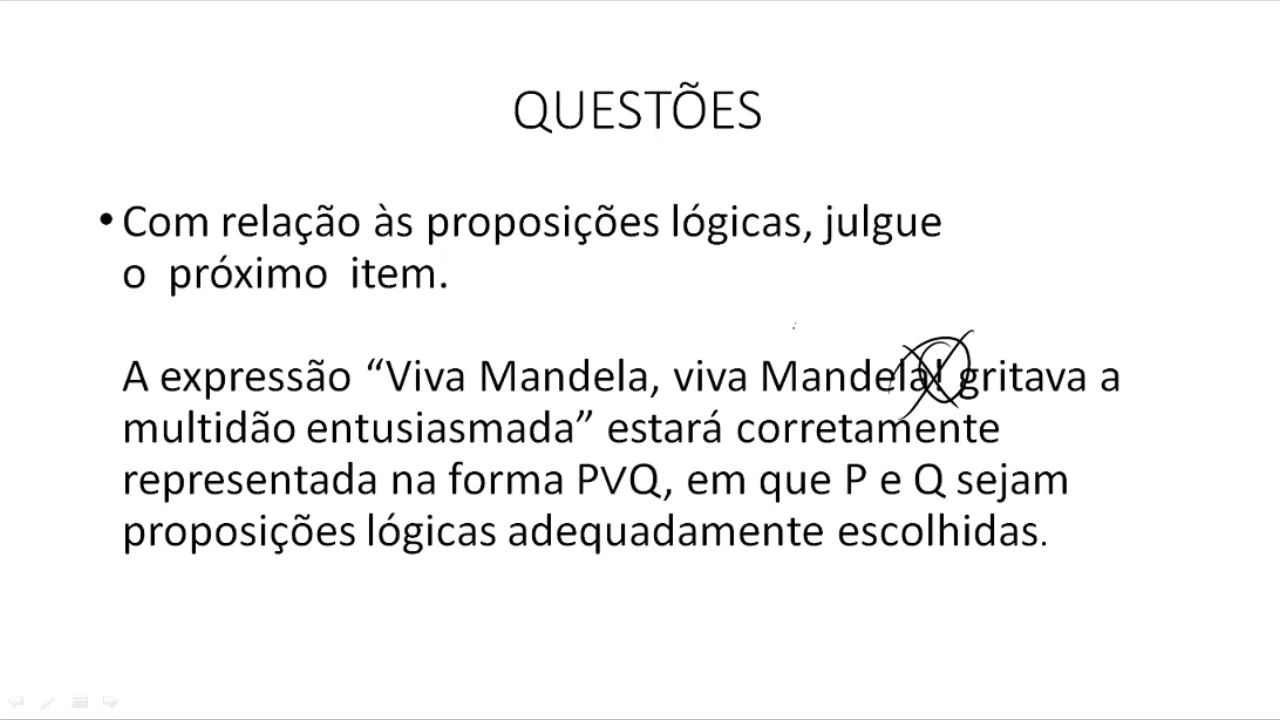 QUESTÕES
• Com relação às proposições lógicas, julgue
o próximo item.
A expressão “Viva Mandela, viva Mandela! gritava a
multidão entusiasmada” estará corretamente
representada na forma P∨Q, em que P e Q sejam
proposições lógicas adequadamente escolhidas.